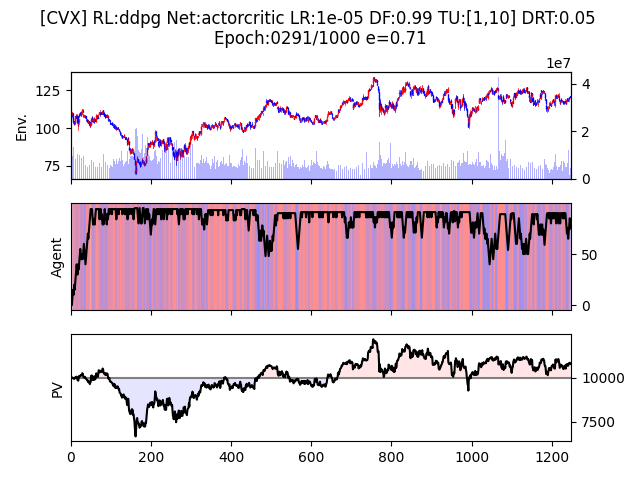 [CVX] RL:ddpg Net:actorcritic LR:1e-05 DF:0.99 TU:[1,10] DRT:0.05
Epoch:0291/1000 e=0.71
1e7
125
100
75
Env.
4
2
0
Agent
50
0
PV
10000
7500
0 200 400 600 800 1000 1200